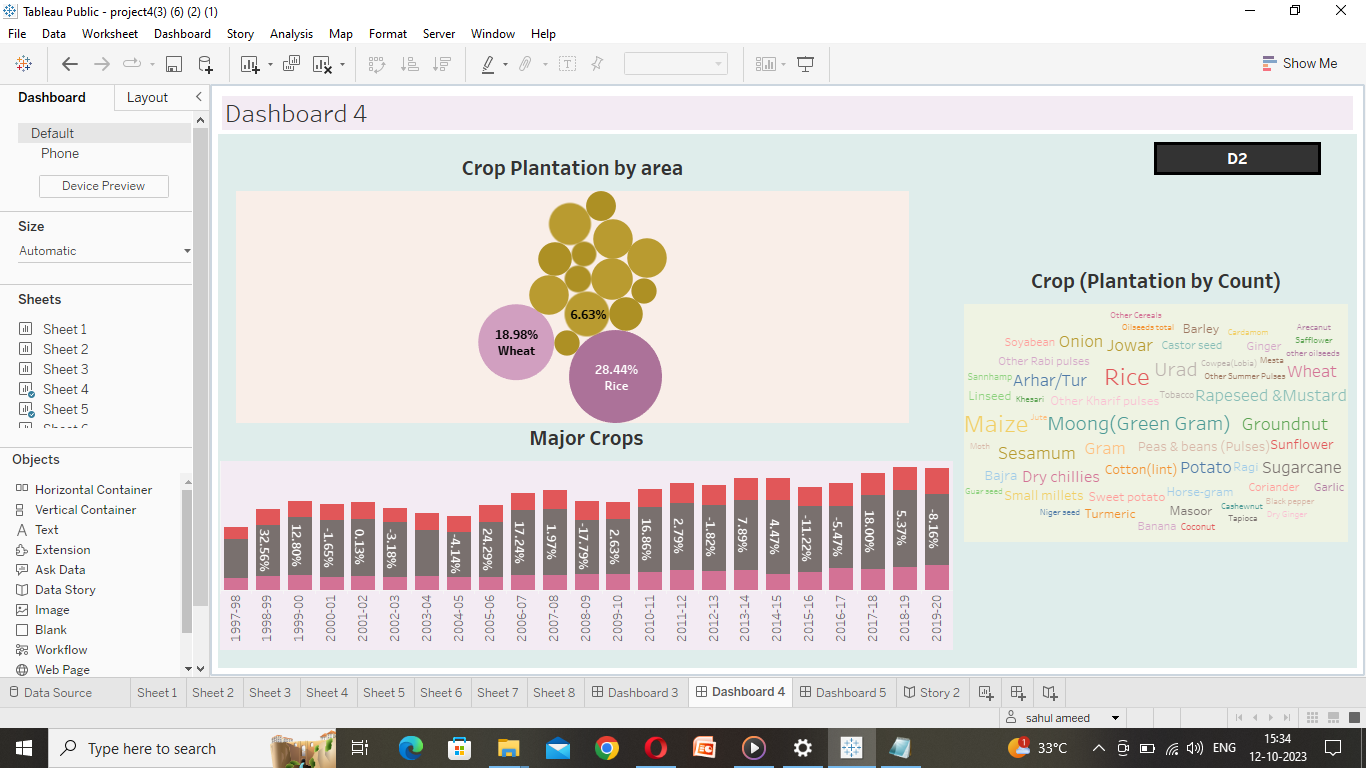 Tableau Public - project4(3) (6) (2) (1)
File Data Worksheet Dashboard Story Analysis Map Format Server Window Help
Show Me
Dashboard Layout
Default
Phone
Device Preview
Size
Automatic
Sheets
Sheet 1
Sheet 2
Sheet 3
Sheet 4
Sheet 5
Objects
Horizontal Container
Vertical Container
Text
Extension
Ask Data
Data Story
Image
Blank
Workflow
Web Page
Dashboard 4
D2
Crop Plantation by area
6.63%
18.98%
Wheat
28.44%
Rice
Major Crops
32.56% 12.80% -1.65% 0.13% -3.18% -4.14% 24.29% 17.24% 1.97% -17.79% 2.63% 16.86% 2.79% -1.82% 7.89% 4.47% -11.22% -5.47% 18.00% 5.37% -8.16%
1997-98 1998-99 1999-00 2000-01 2001-02 2002-03 2003-04 2004-05 2005-06 2006-07 2007-08 2008-09 2009-10 2010-11 2011-12 2012-13 2013-14 2014-15 2015-16 2016-17 2017-18 2018-19 2019-20
Crop (Plantation by Count)
Other Cereals
Oilseeds total Barley Cardamom Arecanut
Soyabean Onion Jowar Castor seed Ginger Safflower
other oilseeds
Other Rabi pulses Urad Cowpea(Lobia) Mesta
Sannhamp Arhar/Tur Rice Other Summer Pulses Wheat
Linseed Khesari Other Kharif pulses Tobacco Rapeseed &Mustard
Maize Jute Moong(Green Gram) Groundnut
Moth Sesamum Gram Peas & beans (Pulses) Sunflower
Bajra Dry chillies Cotton(lint) Potato Ragi Sugarcane
Guar seed Small millets Sweet potato Horse-gram Coriander Garlic
Black pepper
Niger seed Turmeric Masoor Cashewnut Dry Ginger
Tapioca
Banana Coconut
Data Source Sheet 1 Sheet 2 Sheet 3 Sheet 4 Sheet 5 Sheet 6 Sheet 7 Sheet 8 Dashboard 3 Dashboard 4 Dashboard 5 Story 2
sahul ameed
Type here to search
1
33°C
ENG
15:34
12-10-2023